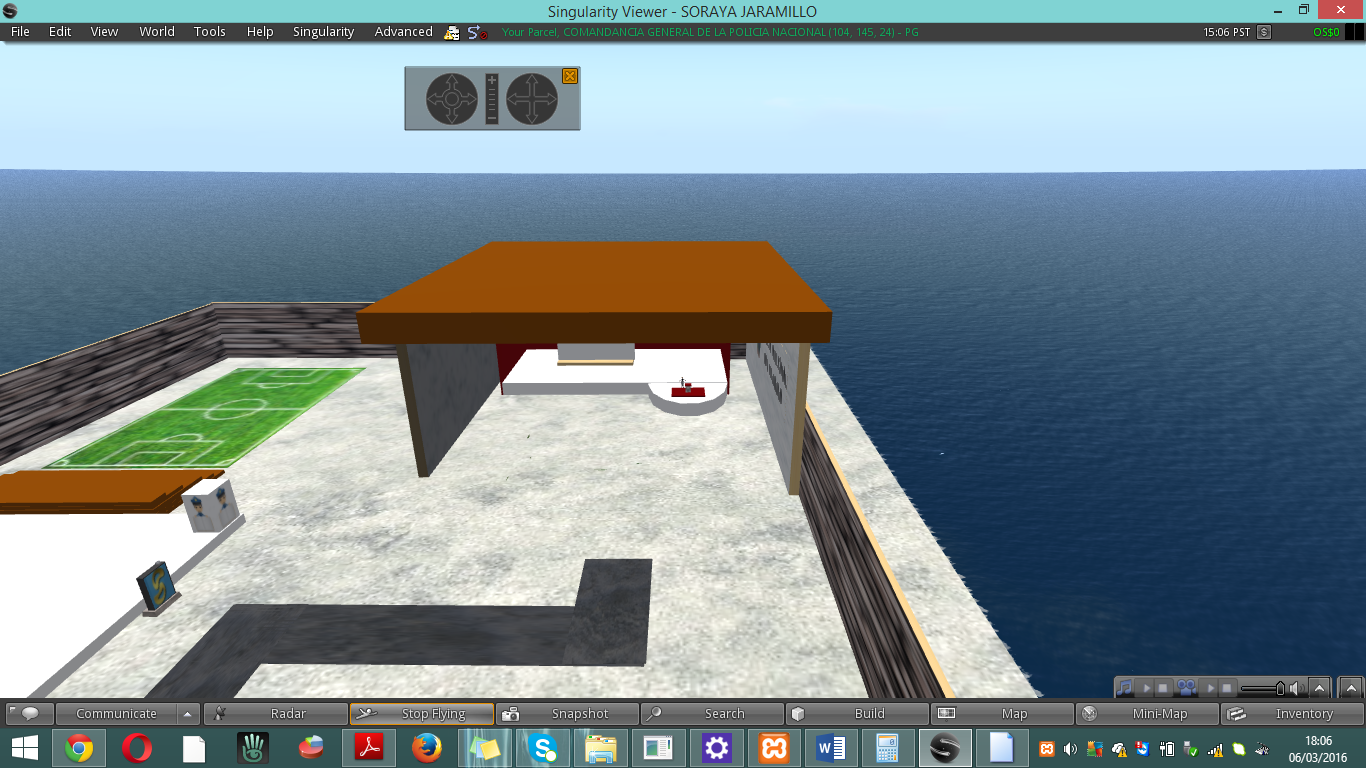 Singularity Viewer - SORAYA JARAMILLO
File Edit View World Tools Help Singularity Advanced Your Parcel, COMANDANCIA GENERAL DE LA POLICIA NACIONAL (104, 145, 24) - PG 15:06 PST $ OS$0
Communicate Radar Stop Flying Snapshot Search Build Map Mini-Map Inventory
18:06
06/03/2016